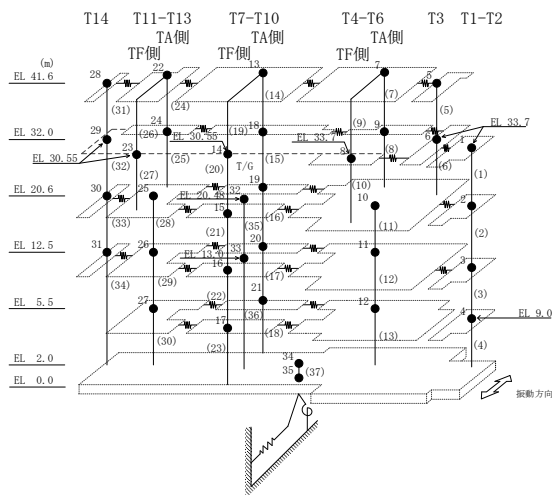 T14 T11-T13 T7-T10 T4-T6 T3 T1-T2
TA側 TA側 TA側
TF側 TF側 TF側
(m)
22 13 7
EL 41.6 28 5
(31) (24) (14) (7) (5)
EL 32.0 29 24 18 9 6 EL 33.7
(26) EL 30.55 (19) EL 33.7 (9) 1
EL 30.55 23 14 8 (8) (6)
(32) (25) T/G (15) (1)
(27) (20) (10)
EL 20.6 30 25 EL 20.48 32 19 10 2
(33) (28) 15 (35) (16) (11) (2)
(21)
EL 12.5 31 26 EL 13.0 33 20 11 3
16
(34) (29) (17) (12) (3)
EL 5.5 27 (22) 21 12 4 EL 9.0
(36)
(30) 17 (18) (13) (4)
EL 2.0 (23) 34
EL 0.0 35 (37)
振動方向